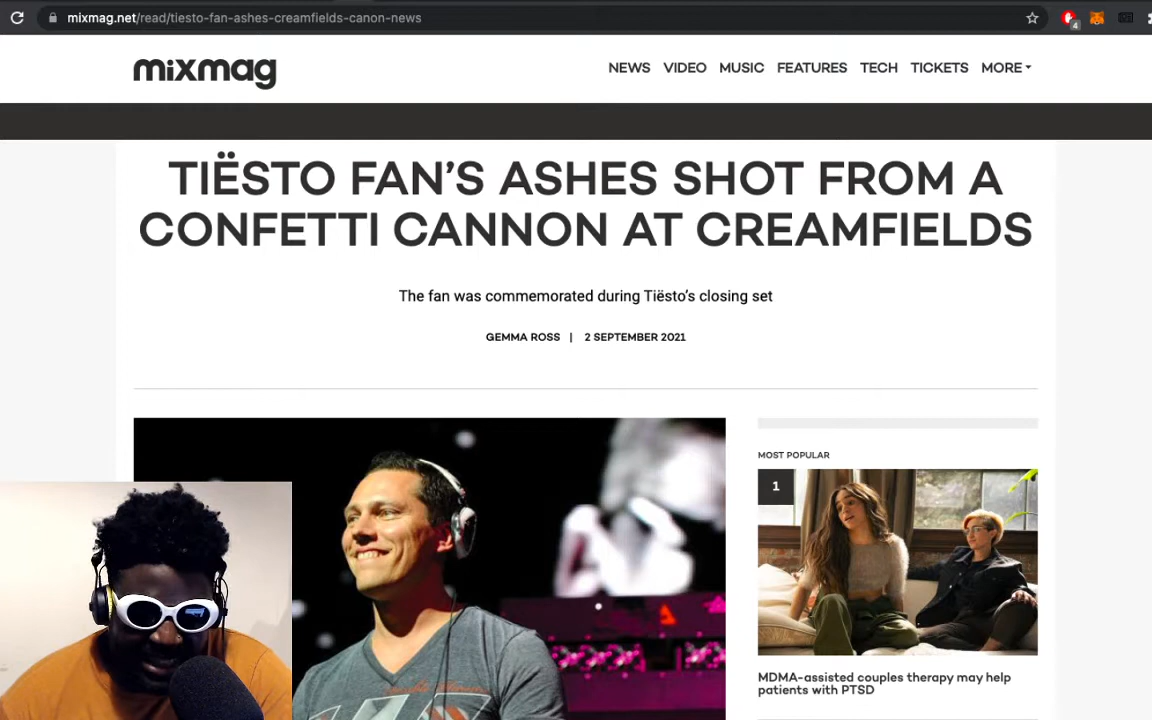 mixmag.net/read/tiesto-fan-ashes-creamfields-canon-news
4
mixmag
NEWS VIDEO MUSIC FEATURES TECH TICKETS MORE
TIËSTO FAN’S ASHES SHOT FROM A
CONFETTI CANNON AT CREAMFIELDS
The fan was commemorated during Tiësto’s closing set
GEMMA ROSS | 2 SEPTEMBER 2021
MOST POPULAR
1
MDMA-assisted couples therapy may help
patients with PTSD